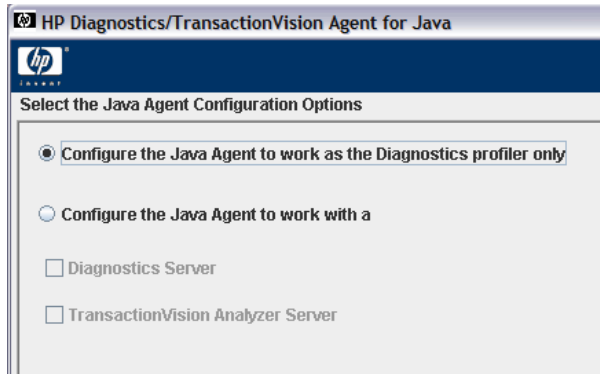 HP Diagnostics/TransactionVision Agent for Java
hp
invent
Select the Java Agent Configuration Options
Configure the Java Agent to work as the Diagnostics profiler only
Configure the Java Agent to work with a
Diagnostics Server
TransactionVision Analyzer Server